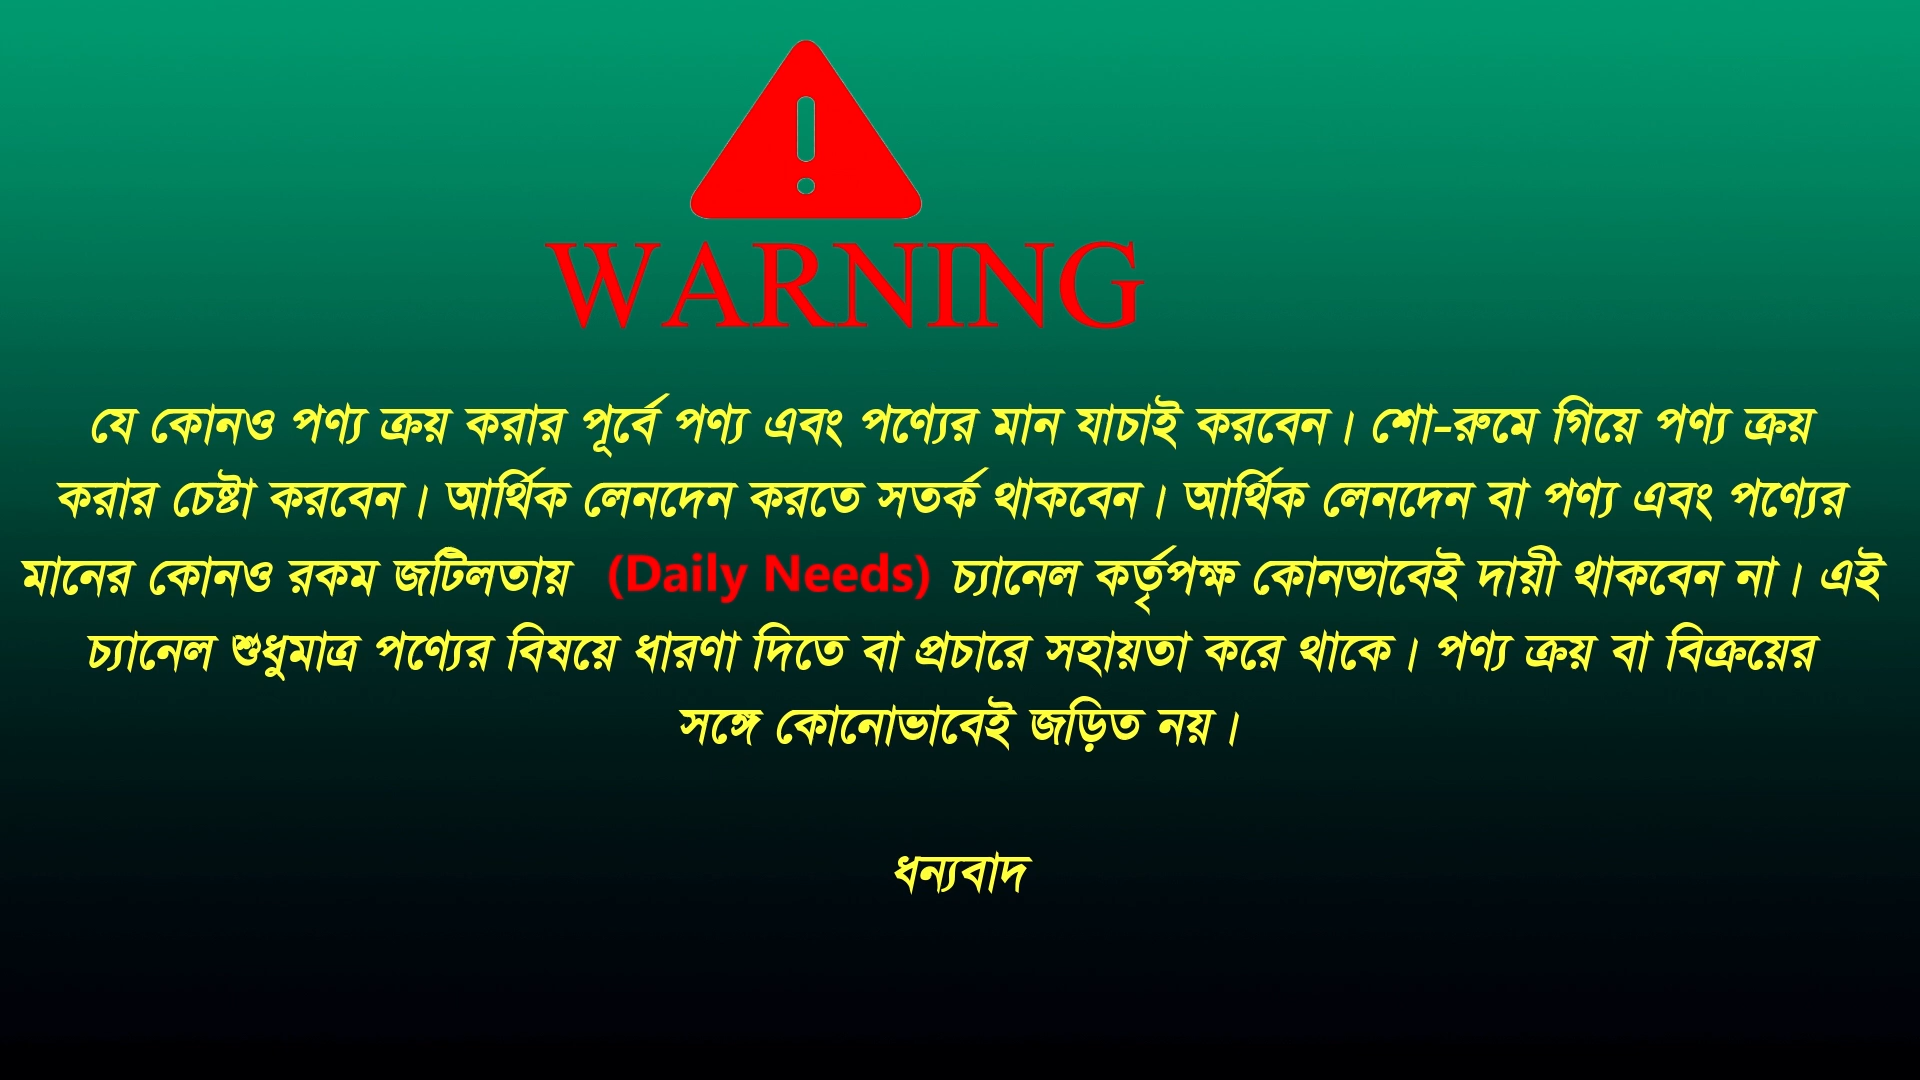 WARNING
যে কোনও পণ্য ক্রয় করার পূর্বে পণ্য এবং পণ্যের মান যাচাই করবেন। শো-রুমে গিয়ে পণ্য ক্রয়
করার চেষ্টা করবেন। আর্থিক লেনদেন করতে সতর্ক থাকবেন। আর্থিক লেনদেন বা পণ্য এবং পণ্যের
মানের কোনও রকম জটিলতায় (Daily Needs) চ্যানেল কর্তৃপক্ষ কোনভাবেই দায়ী থাকবেন না। এই
চ্যানেল শুধুমাত্র পণ্যের বিষয়ে ধারণা দিতে বা প্রচারে সহায়তা করে থাকে। পণ্য ক্রয় বা বিক্রয়ের
সঙ্গে কোনোভাবেই জড়িত নয়।
ধন্যবাদ